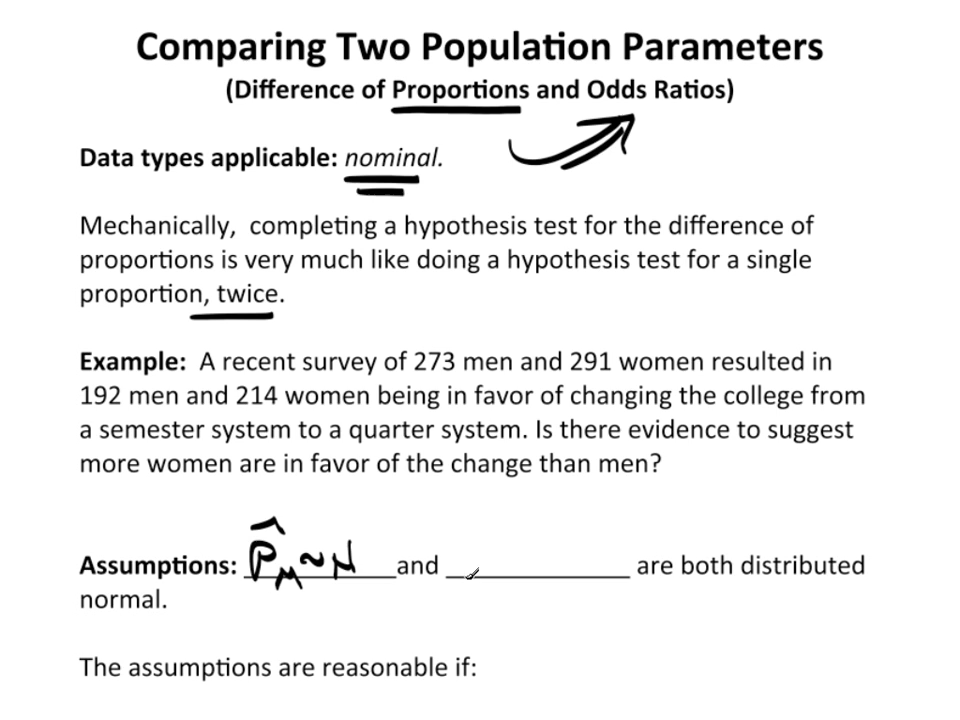 Comparing Two Population Parameters
(Difference of Proportions and Odds Ratios)
Data types applicable: nominal.
Mechanically, completing a hypothesis test for the difference of
proportions is very much like doing a hypothesis test for a single
proportion, twice.
Example: A recent survey of 273 men and 291 women resulted in
192 men and 214 women being in favor of changing the college from
a semester system to a quarter system. Is there evidence to suggest
more women are in favor of the change than men?
Assumptions: P̂M~N and ______________ are both distributed
normal.
The assumptions are reasonable if: